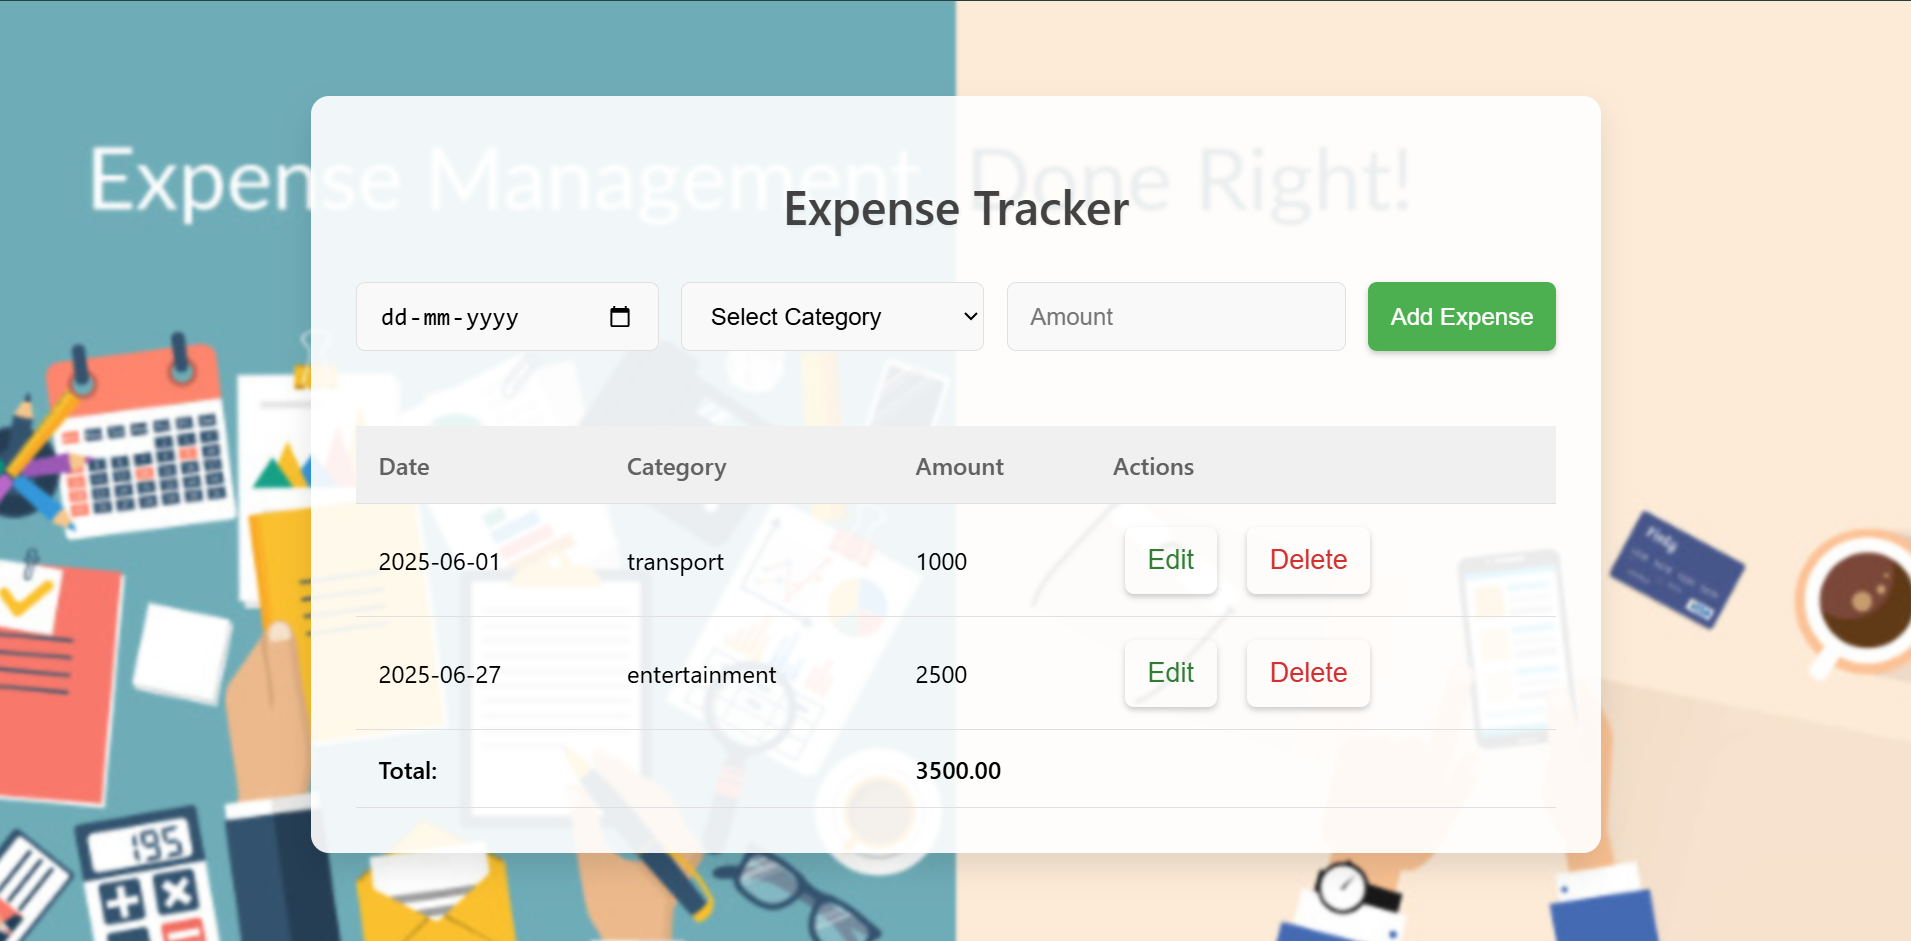 Expense Management Done Right!
Expense Tracker
dd-mm-yyyy Select Category Amount Add Expense
Date Category Amount Actions
2025-06-01 transport 1000 Edit Delete
2025-06-27 entertainment 2500 Edit Delete
Total: 3500.00
195